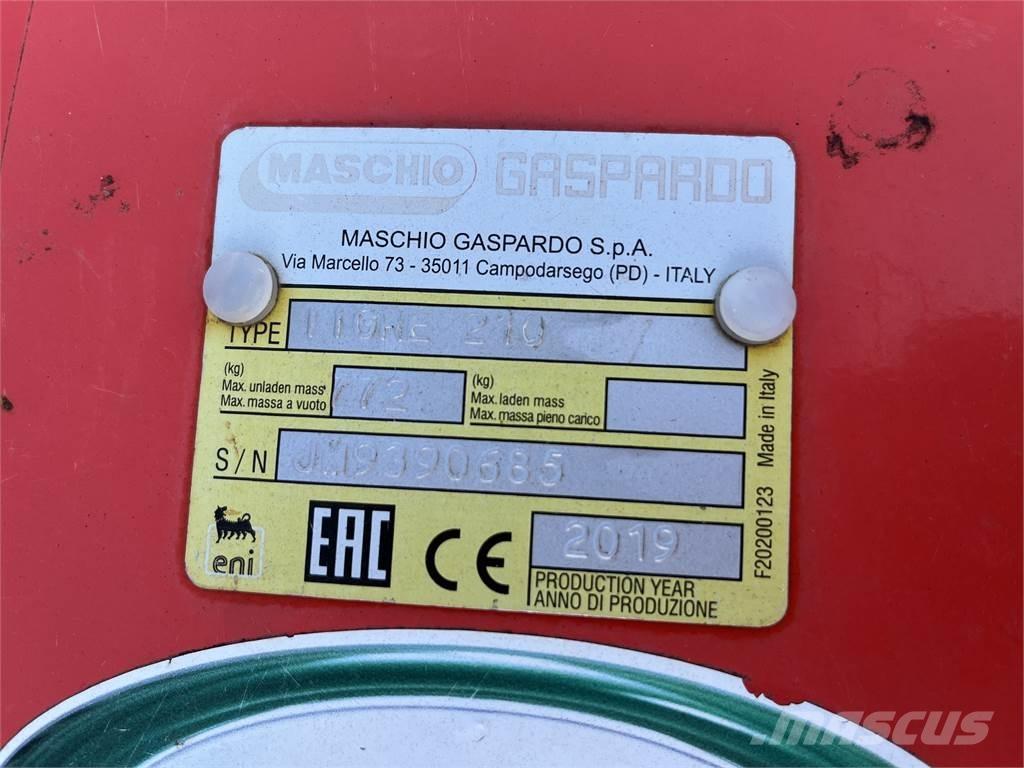 MASCHIO GASPARDO
MASCHIO GASPARDO S.p.A.
Via Marcello 73 - 35011 Campodarsego (PD) - ITALY
TYPE 210
(kg)
Max. unladen mass
Max. massa a vuoto
(kg)
Max. laden mass
Max. massa pieno carico
S/N JM9390685
eni
EAC
CE
2019
PRODUCTION YEAR
ANNO DI PRODUZIONE
F20200123 Made in Italy
MASCUS